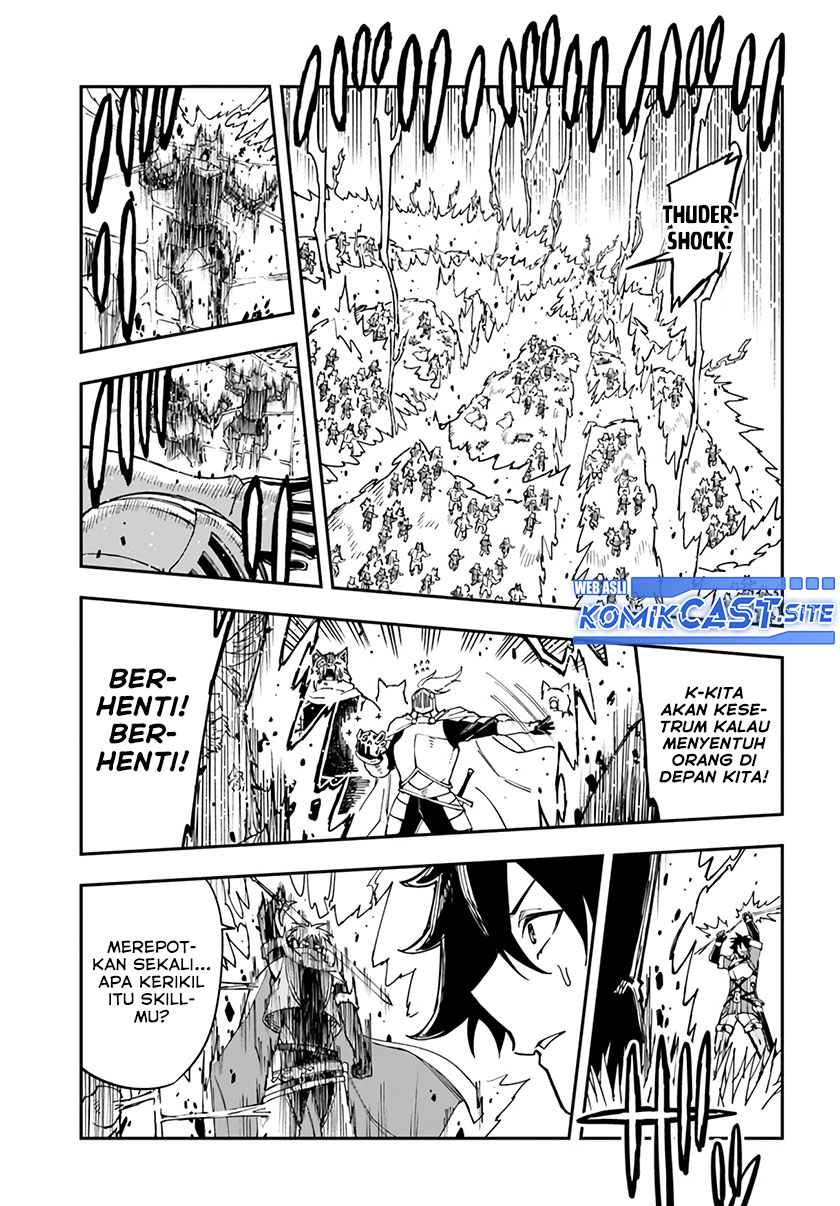 THUDER-
SHOCK!
WEB ASLI
KOMIKCAST.SITE
K-KITA
AKAN KESE-
TRUM KALAU
MENYENTUH
ORANG DI
DEPAN KITA!
BER-
HENTI!
BER-
HENTI!
MEREPOT-
KAN SEKALI...
APA KERIKIL
ITU SKILL-
MU?